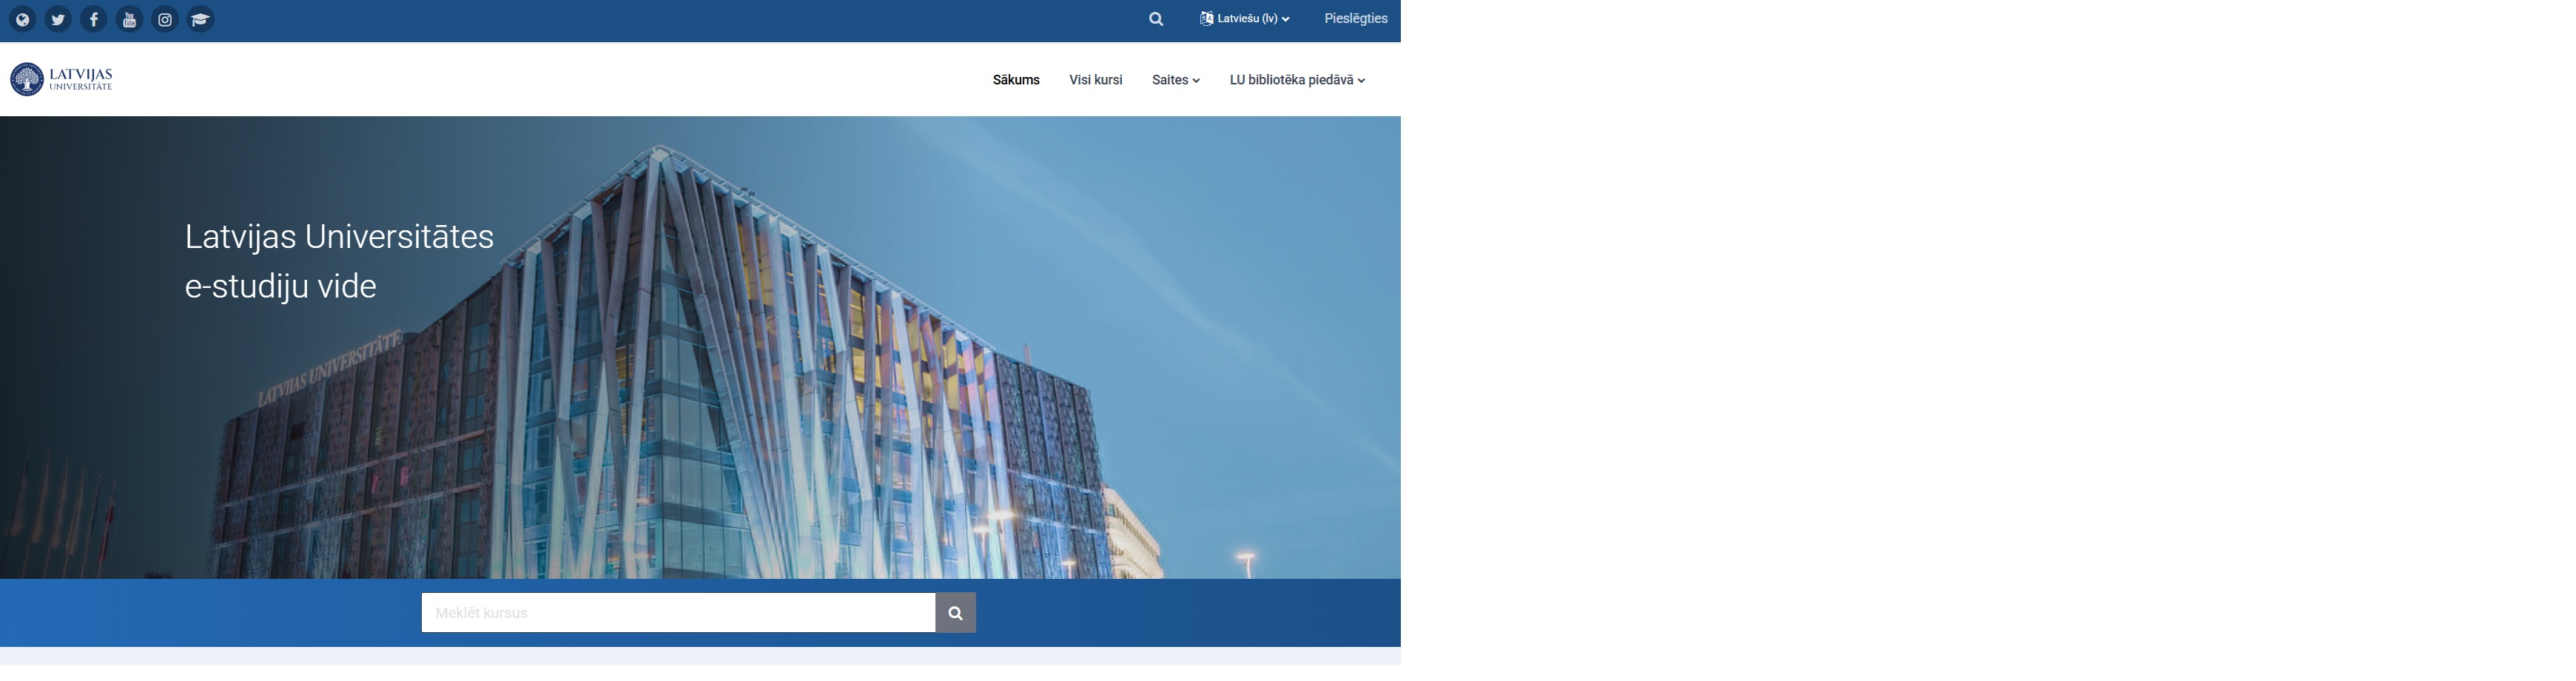 Latviešu (lv)
Pieslēgties
LATVIJAS
UNIVERSITĀTE
Sākums
Visi kursi
Saites
LU bibliotēka piedāvā
Latvijas Universitātes
e-studiju vide
LATVIJAS UNIVERSITĀTE
Meklēt kursus